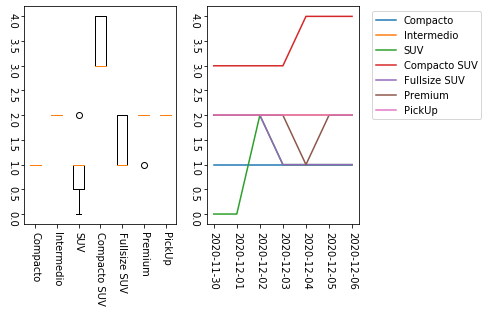 4.0
3.5
3.0
2.5
2.0
1.5
1.0
0.5
0.0
Compacto
Intermedio
SUV
Compacto SUV
Fullsize SUV
Premium
PickUp
4.0
3.5
3.0
2.5
2.0
1.5
1.0
0.5
0.0
2020-11-30
2020-12-01
2020-12-02
2020-12-03
2020-12-04
2020-12-05
2020-12-06
Compacto
Intermedio
SUV
Compacto SUV
Fullsize SUV
Premium
PickUp